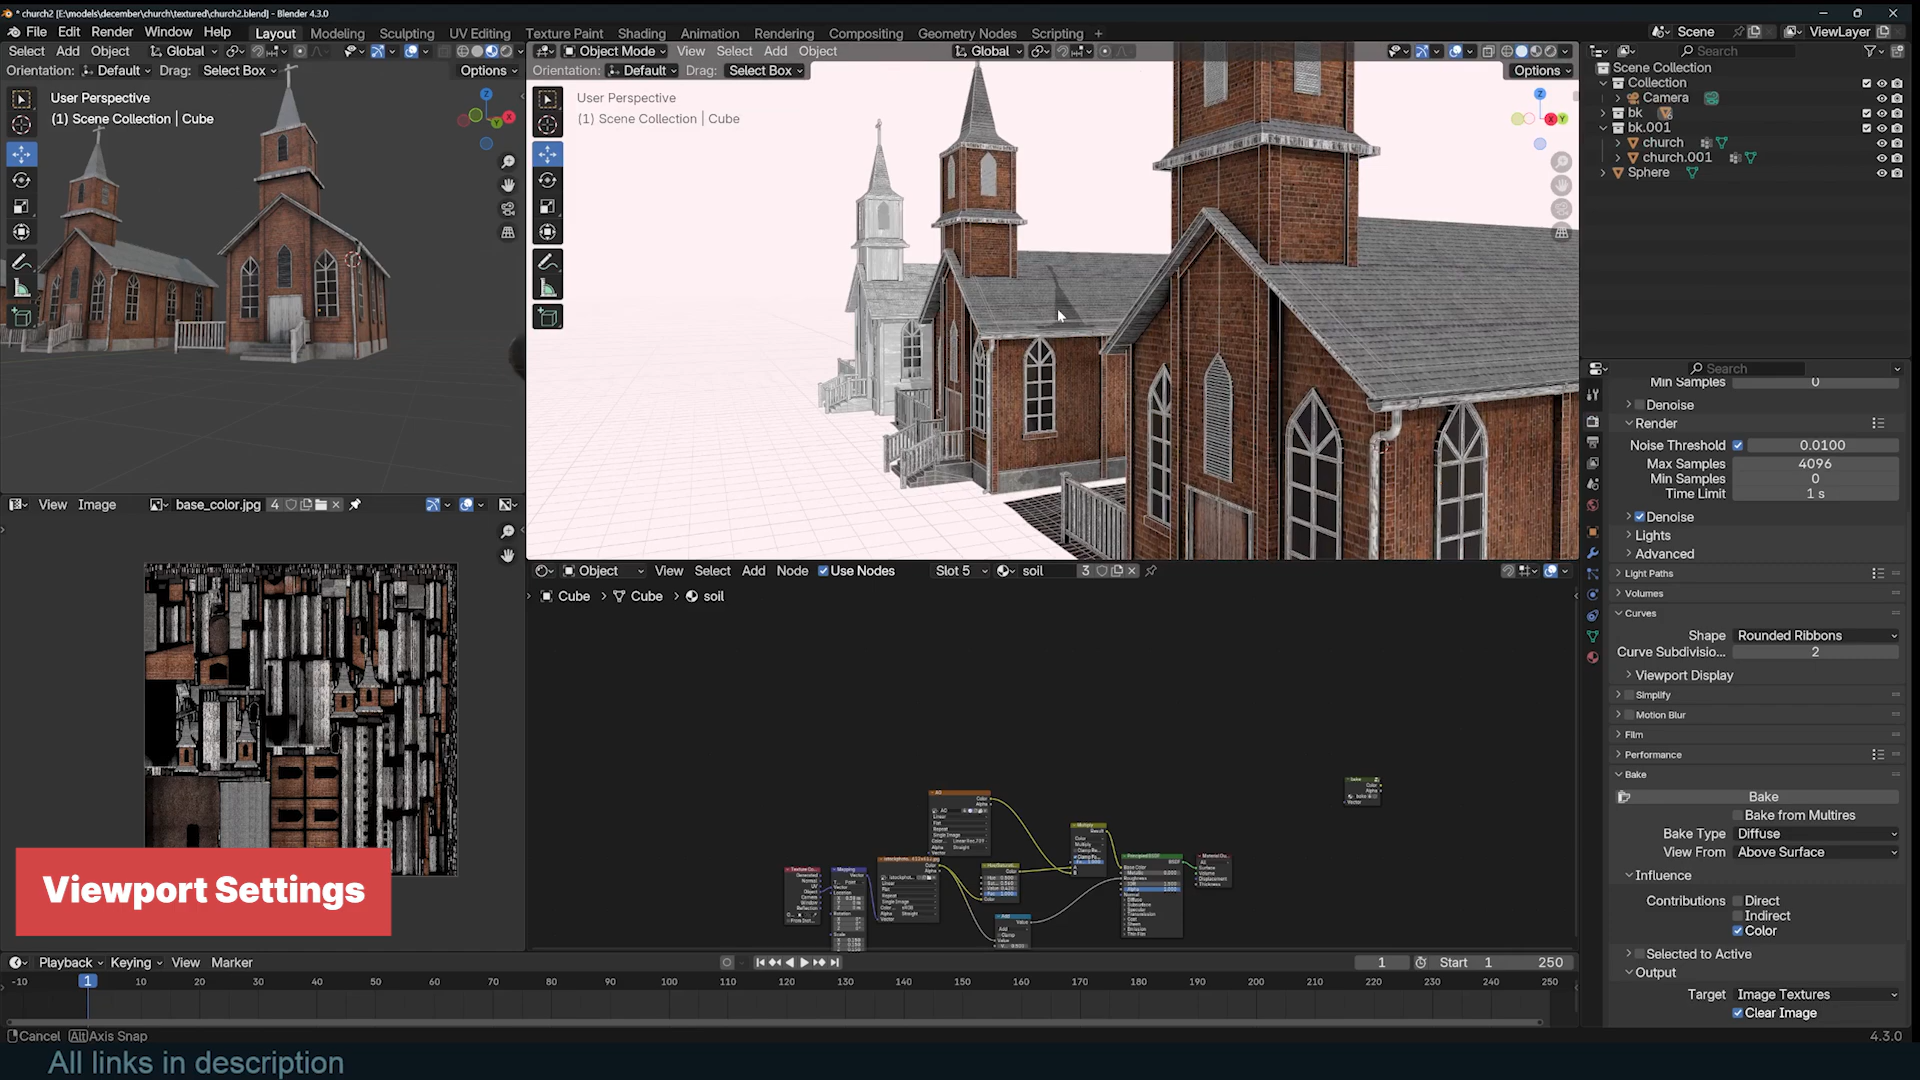 * church2 [E:\models\december\church\textured\church2.blend] - Blender 4.3.0
File Edit Render Window Help Layout Modeling Sculpting UV Editing Texture Paint Shading Animation Rendering Compositing Geometry Nodes Scripting + Scene ViewLayer
Select Add Object Global Object Mode View Select Add Object Global Search
Orientation: Default Drag: Select Box Options Orientation: Default Drag: Select Box Options
Scene Collection
Collection
Camera
bk
bk.001
church
church.001
Sphere
User Perspective
(1) Scene Collection | Cube
User Perspective
(1) Scene Collection | Cube
Search
Min Samples 0
Denoise
Render
Noise Threshold 0.0100
Max Samples 4096
Min Samples 0
Time Limit 1 s
Denoise
Lights
Advanced
Light Paths
Volumes
Curves
Shape Rounded Ribbons
Curve Subdivisio... 2
Viewport Display
Simplify
Motion Blur
Film
Performance
Bake
Bake
Bake from Multires
Bake Type Diffuse
View From Above Surface
Influence
Contributions Direct
Indirect
Color
Selected to Active
Output
Target Image Textures
Clear Image
View Image base_color.jpg 4
Object View Select Add Node Use Nodes Slot 5 soil 3
Cube > Cube > soil
Viewport Settings
Playback Keying View Marker 1 Start 1 250
-10 1 10 20 30 40 50 60 70 80 90 100 110 120 130 140 150 160 170 180 190 200 210 220 230 240 250
Cancel Alt Axis Snap 4.3.0
All links in description